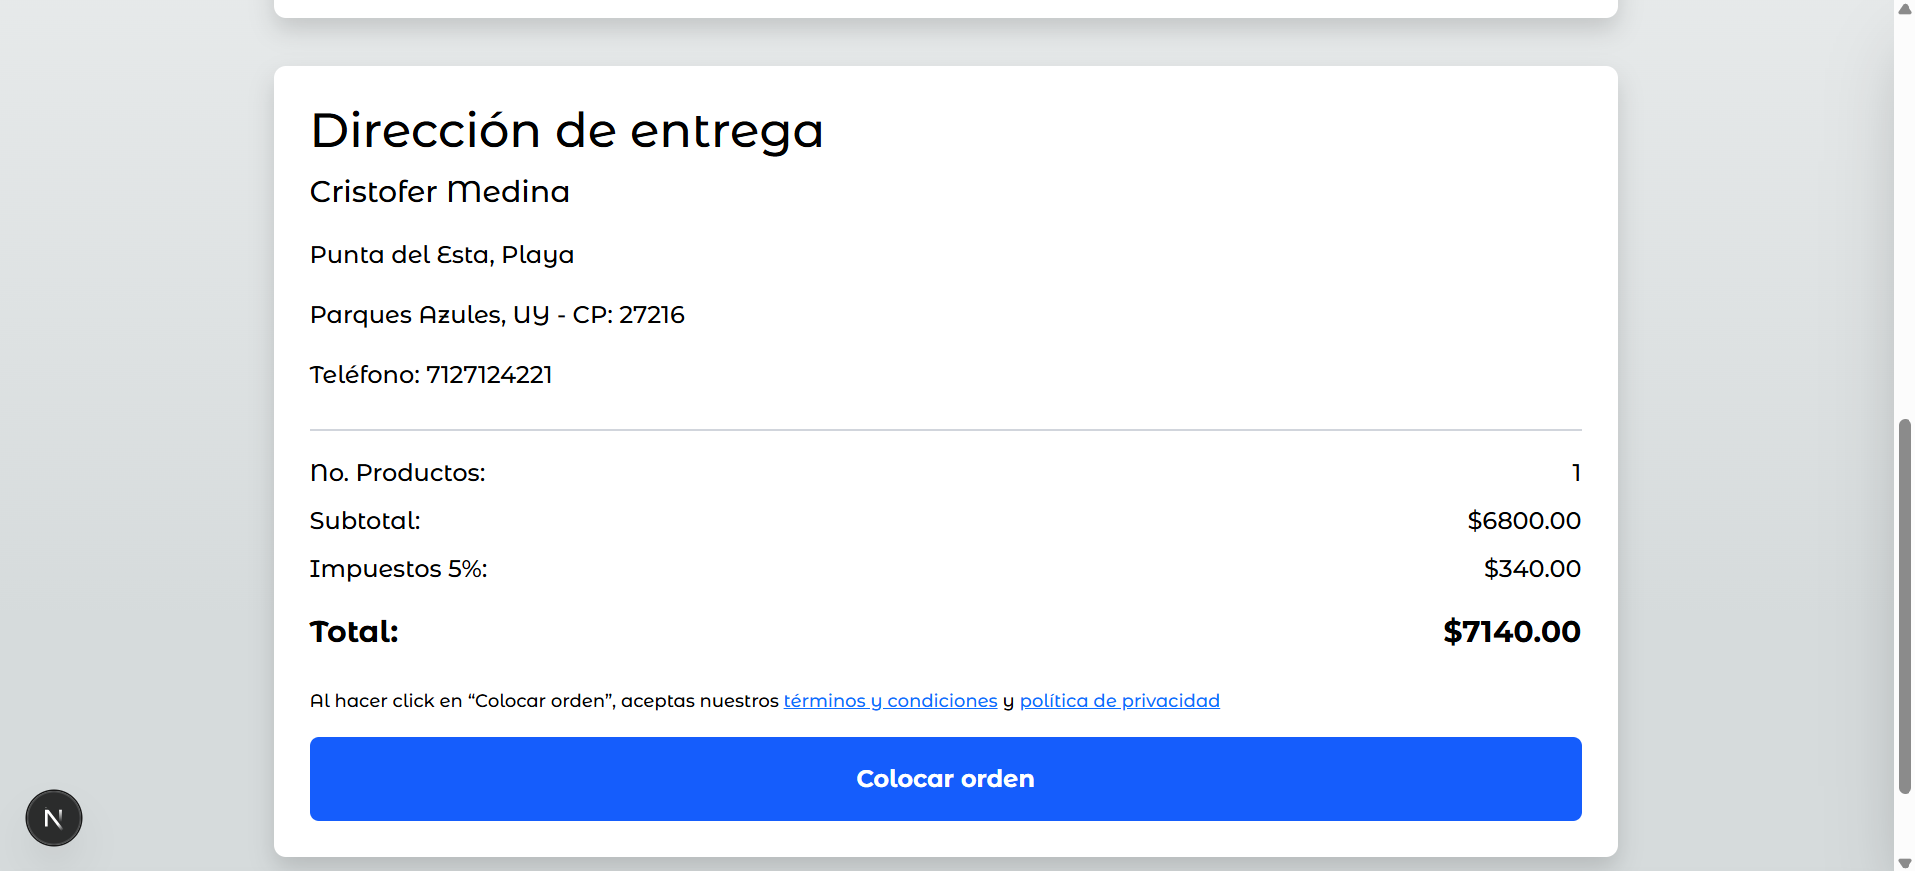 Dirección de entrega
Cristofer Medina
Punta del Esta, Playa
Parques Azules, UY - CP: 27216
Teléfono: 7127124221
No. Productos: 1
Subtotal: $6800.00
Impuestos 5%: $340.00
Total: $7140.00
Al hacer click en “Colocar orden”, aceptas nuestros términos y condiciones y política de privacidad
Colocar orden
N